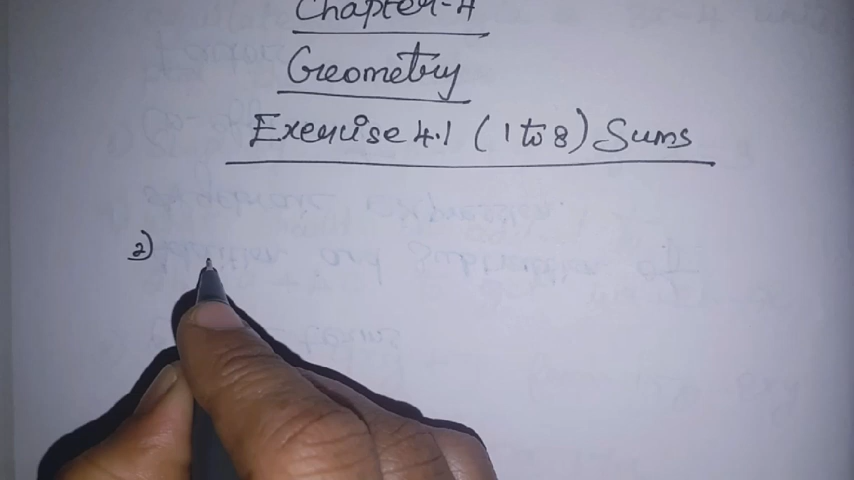 Chapter-4
Geometry
Exercise 4.1 (1 to 8) Sums
2)